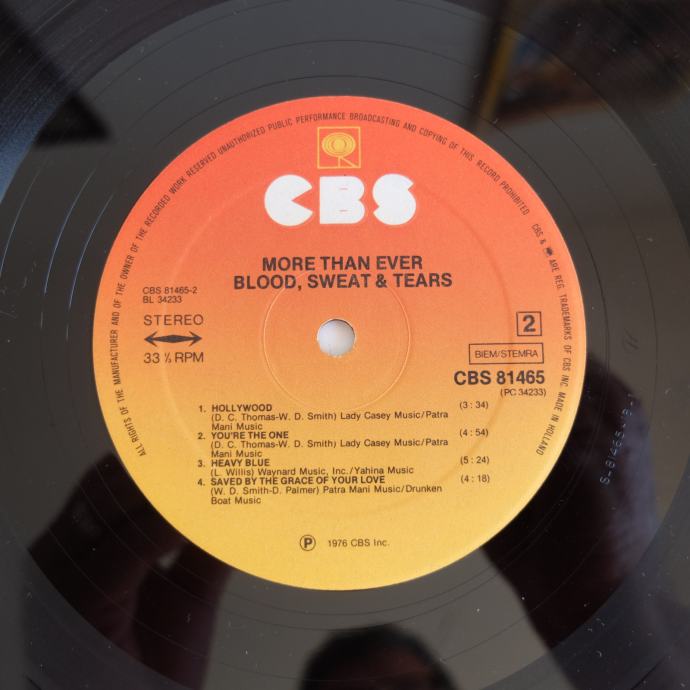 ALL RIGHTS OF THE MANUFACTURER AND OF THE OWNER OF THE RECORDED WORK RESERVED UNAUTHORIZED PUBLIC PERFORMANCE BROADCASTING AND COPYING OF THIS RECORD PROHIBITED
CBS & ARE REG. TRADEMARKS OF CBS INC. MADE IN HOLLAND
CBS
MORE THAN EVER
BLOOD, SWEAT & TEARS
CBS 81465-2
BL 34233
STEREO
33 ⅓ RPM
2
BIEM/STEMRA
CBS 81465
(PC 34233)
1. HOLLYWOOD (3 : 34)
(D. C. Thomas-W. D. Smith) Lady Casey Music/Patra
Mani Music
2. YOU'RE THE ONE (4 : 54)
(D. C. Thomas-W. D. Smith) Lady Casey Music/Patra
Mani Music
3. HEAVY BLUE (5 : 24)
(L. Willis) Waynard Music, Inc./Yahina Music
4. SAVED BY THE GRACE OF YOUR LOVE (4 : 18)
(W. D. Smith-D. Palmer) Patra Mani Music/Drunken
Boat Music
Ⓟ 1976 CBS Inc.